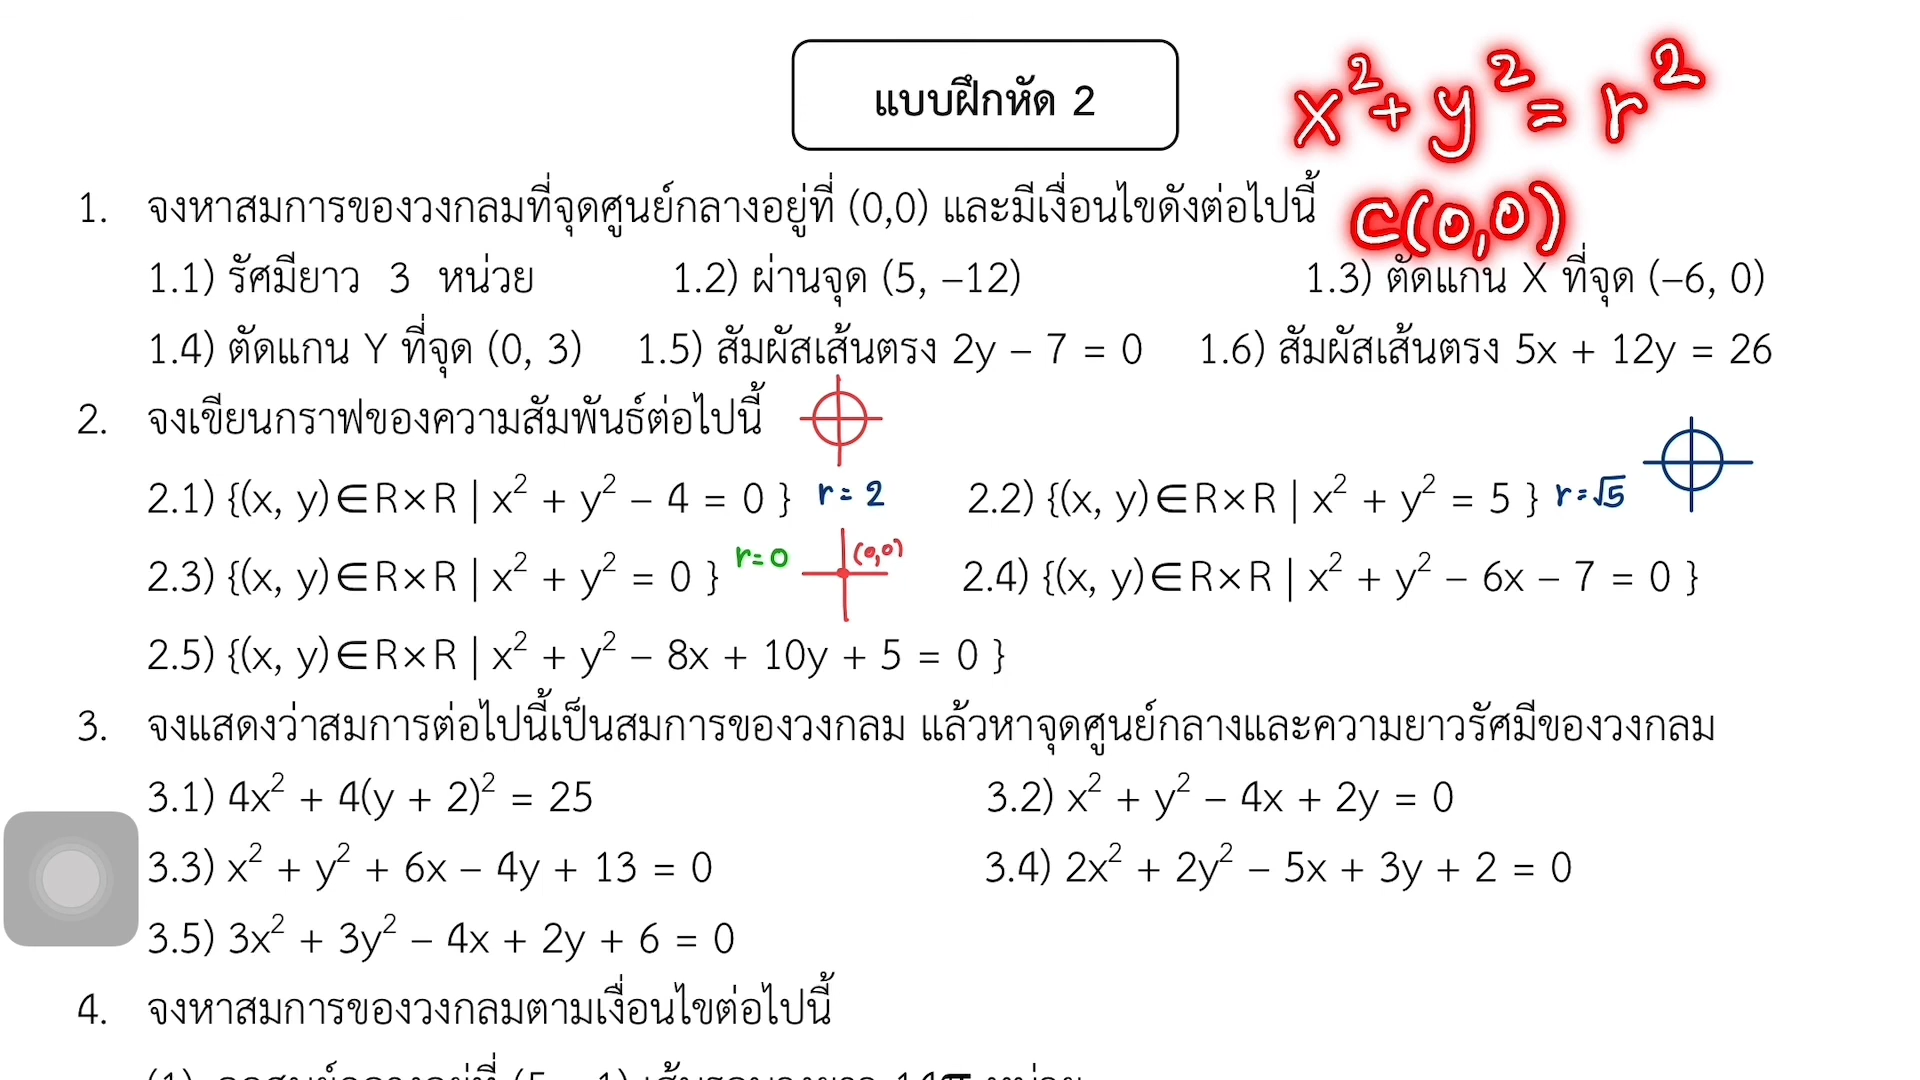 แบบฝึกหัด 2
x² + y² = r²
C(0,0)
1. จงหาสมการของวงกลมที่จุดศูนย์กลางอยู่ที่ (0,0) และมีเงื่อนไขดังต่อไปนี้
1.1) รัศมียาว 3 หน่วย 1.2) ผ่านจุด (5, –12) 1.3) ตัดแกน X ที่จุด (–6, 0)
1.4) ตัดแกน Y ที่จุด (0, 3) 1.5) สัมผัสเส้นตรง 2y – 7 = 0 1.6) สัมผัสเส้นตรง 5x + 12y = 26
2. จงเขียนกราฟของความสัมพันธ์ต่อไปนี้
2.1) {(x, y)∈R×R | x² + y² – 4 = 0 } r = 2 2.2) {(x, y)∈R×R | x² + y² = 5 } r = √5
2.3) {(x, y)∈R×R | x² + y² = 0 } r = 0 (0,0) 2.4) {(x, y)∈R×R | x² + y² – 6x – 7 = 0 }
2.5) {(x, y)∈R×R | x² + y² – 8x + 10y + 5 = 0 }
3. จงแสดงว่าสมการต่อไปนี้เป็นสมการของวงกลม แล้วหาจุดศูนย์กลางและความยาวรัศมีของวงกลม
3.1) 4x² + 4(y + 2)² = 25 3.2) x² + y² – 4x + 2y = 0
3.3) x² + y² + 6x – 4y + 13 = 0 3.4) 2x² + 2y² – 5x + 3y + 2 = 0
3.5) 3x² + 3y² – 4x + 2y + 6 = 0
4. จงหาสมการของวงกลมตามเงื่อนไขต่อไปนี้